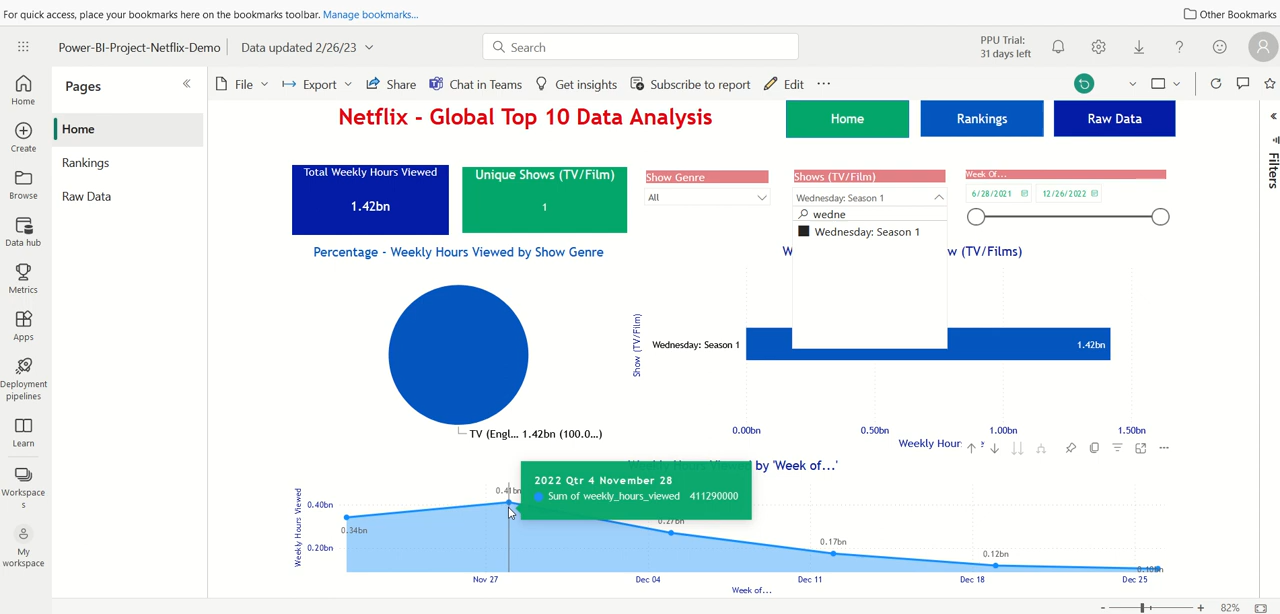 For quick access, place your bookmarks here on the bookmarks toolbar. Manage bookmarks...
Other Bookmarks
Power-BI-Project-Netflix-Demo
Data updated 2/26/23
Search
PPU Trial:
31 days left
Home
Create
Browse
Data hub
Metrics
Apps
Deployment
pipelines
Learn
Workspace
s
My
workspace
Pages
Home
Rankings
Raw Data
File
Export
Share
Chat in Teams
Get insights
Subscribe to report
Edit
Filters
Netflix - Global Top 10 Data Analysis
Home
Rankings
Raw Data
Total Weekly Hours Viewed
1.42bn
Unique Shows (TV/Film)
1
Show Genre
All
Shows (TV/Film)
Wednesday: Season 1
wedne
Wednesday: Season 1
Week Of...
6/28/2021
12/26/2022
Percentage - Weekly Hours Viewed by Show Genre
TV (Engl... 1.42bn (100.0...)
W
w (TV/Films)
Show (TV/Film)
Wednesday: Season 1
1.42bn
0.00bn
0.50bn
1.00bn
1.50bn
Weekly Hour
Weekly Hours Viewed by 'Week of...'
2022 Qtr 4 November 28
Sum of weekly_hours_viewed 411290000
Weekly Hours Viewed
0.40bn
0.20bn
0.34bn
0.41bn
0.27bn
0.17bn
0.12bn
Nov 27
Dec 04
Dec 11
Dec 18
Dec 25
Week of...
82%